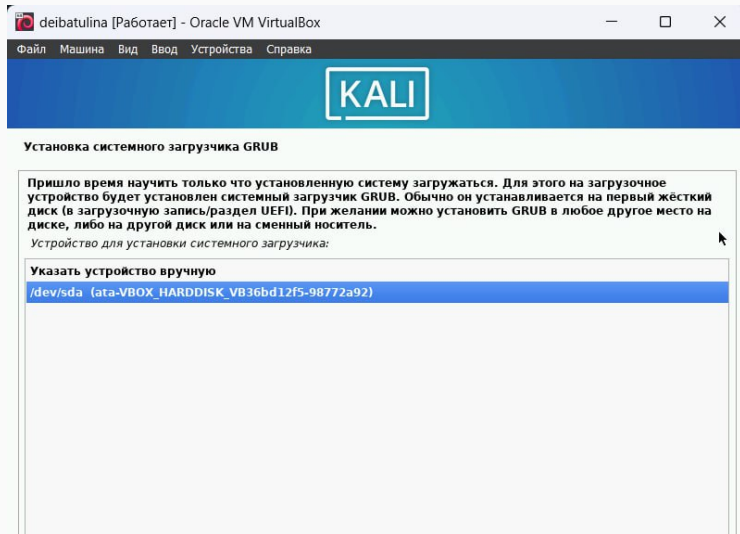 deibatulina [Работает] - Oracle VM VirtualBox
Файл Машина Вид Ввод Устройства Справка
KALI
Установка системного загрузчика GRUB
Пришло время научить только что установленную систему загружаться. Для этого на загрузочное
устройство будет установлен системный загрузчик GRUB. Обычно он устанавливается на первый жёсткий
диск (в загрузочную запись/раздел UEFI). При желании можно установить GRUB в любое другое место на
диске, либо на другой диск или на сменный носитель.
Устройство для установки системного загрузчика:
Указать устройство вручную
/dev/sda (ata-VBOX_HARDDISK_VB36bd12f5-98772a92)